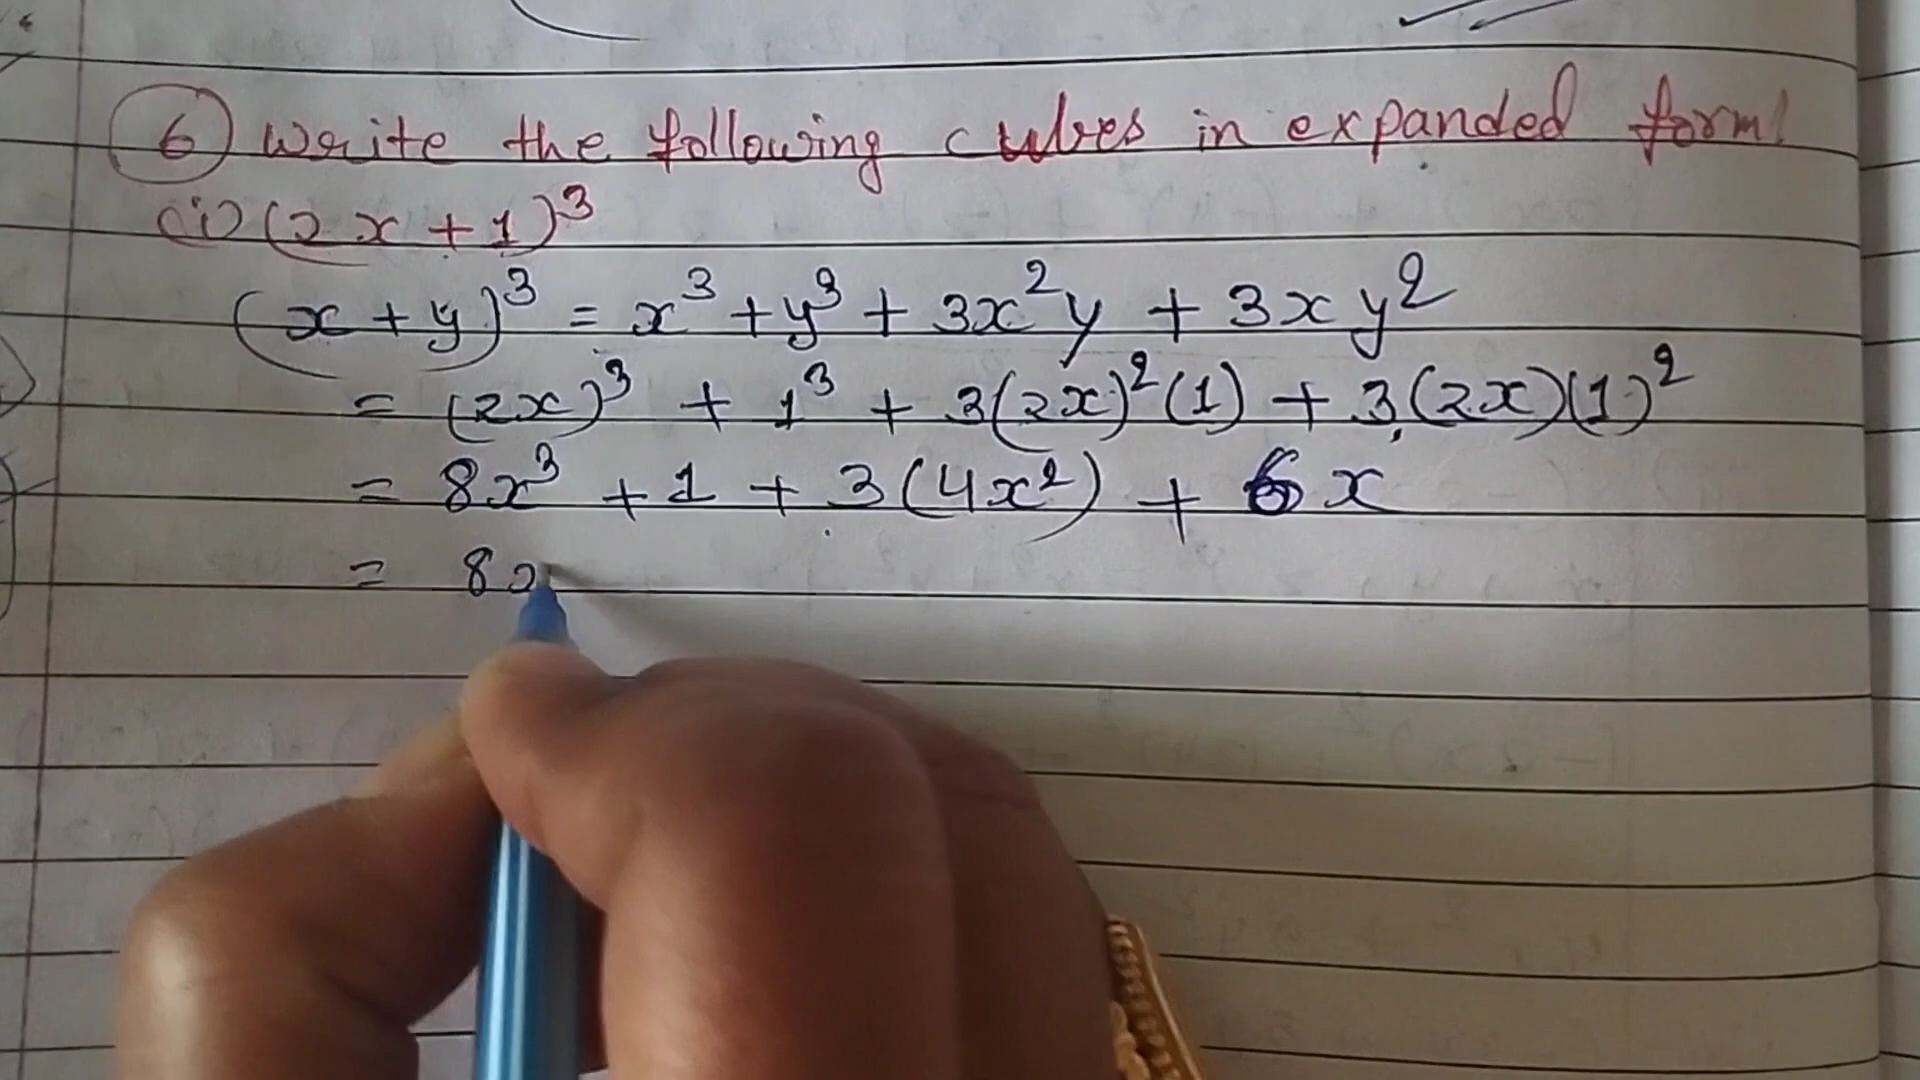 6 Write the following cubes in expanded form:
(i) (2x + 1)³
(x + y)³ = x³ + y³ + 3x²y + 3xy²
= (2x)³ + 1³ + 3(2x)²(1) + 3(2x)(1)²
= 8x³ + 1 + 3(4x²) + 6x
= 8x